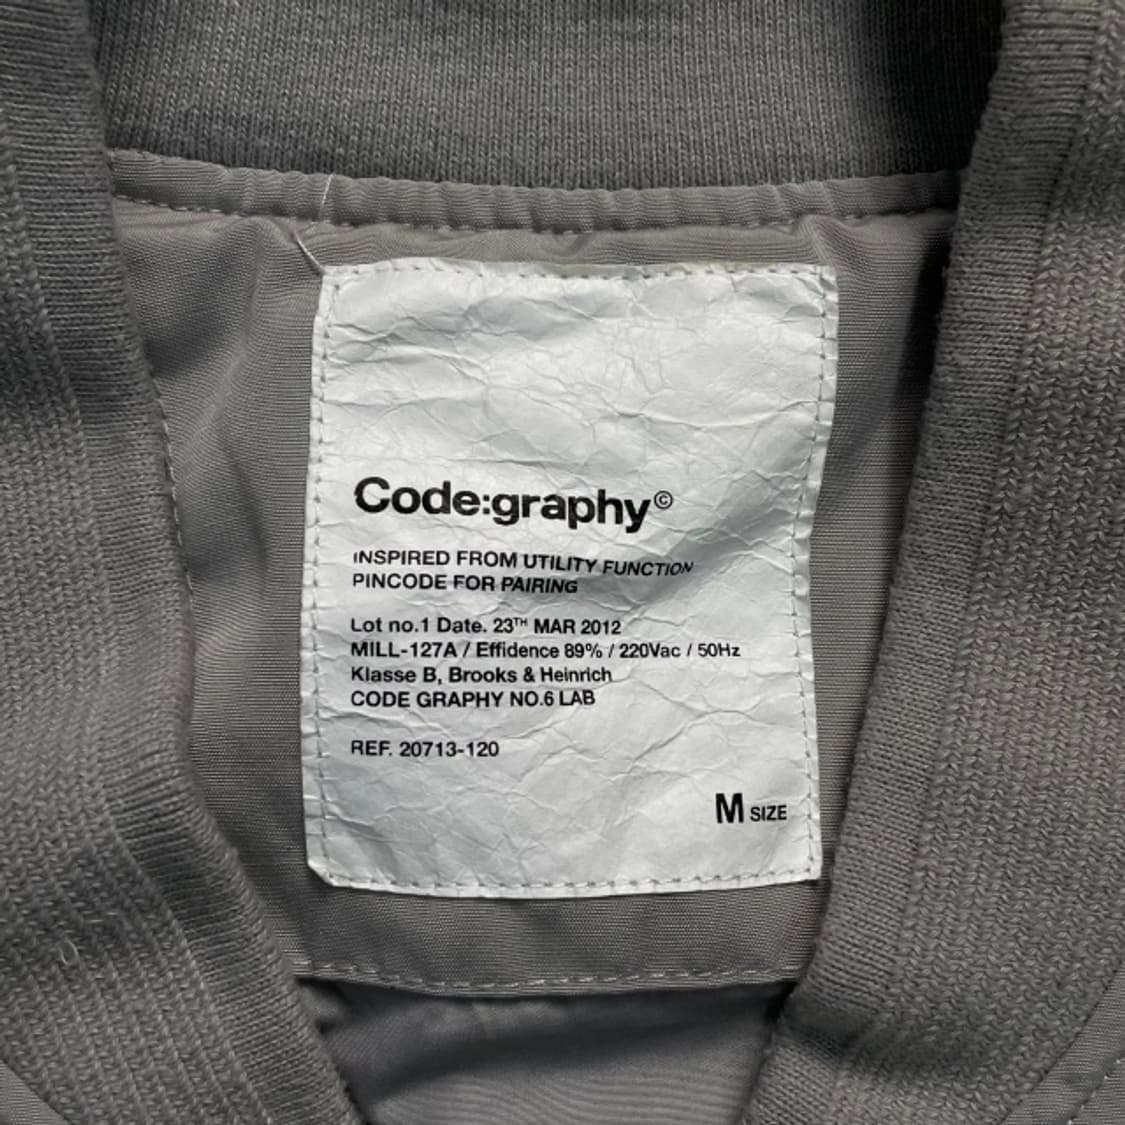 Code:graphy©
INSPIRED FROM UTILITY FUNCTION
PINCODE FOR PAIRING
Lot no.1 Date. 23TH MAR 2012
MILL-127A / Effidence 89% / 220Vac / 50Hz
Klasse B, Brooks & Heinrich
CODE GRAPHY NO.6 LAB
REF. 20713-120
M SIZE